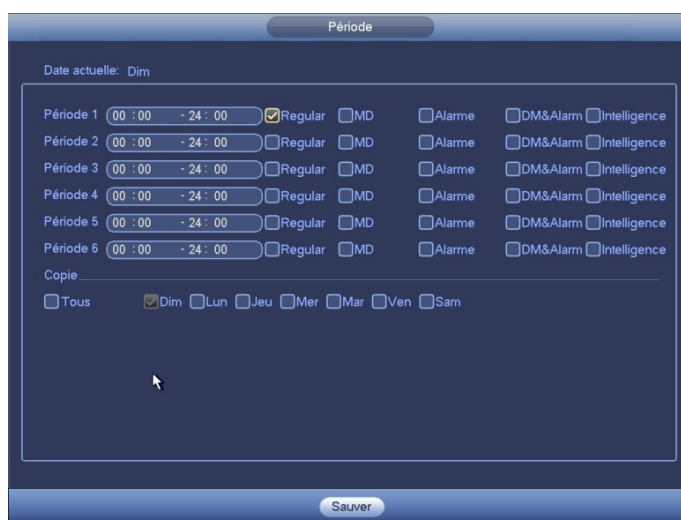 Période
Date actuelle: Dim
Période 1 00 :00 - 24 : 00 Regular MD Alarme DM&Alarm Intelligence
Période 2 00 :00 - 24 : 00 Regular MD Alarme DM&Alarm Intelligence
Période 3 00 :00 - 24 : 00 Regular MD Alarme DM&Alarm Intelligence
Période 4 00 :00 - 24 : 00 Regular MD Alarme DM&Alarm Intelligence
Période 5 00 :00 - 24 : 00 Regular MD Alarme DM&Alarm Intelligence
Période 6 00 :00 - 24 : 00 Regular MD Alarme DM&Alarm Intelligence
Copie
Tous Dim Lun Jeu Mer Mar Ven Sam
Sauver